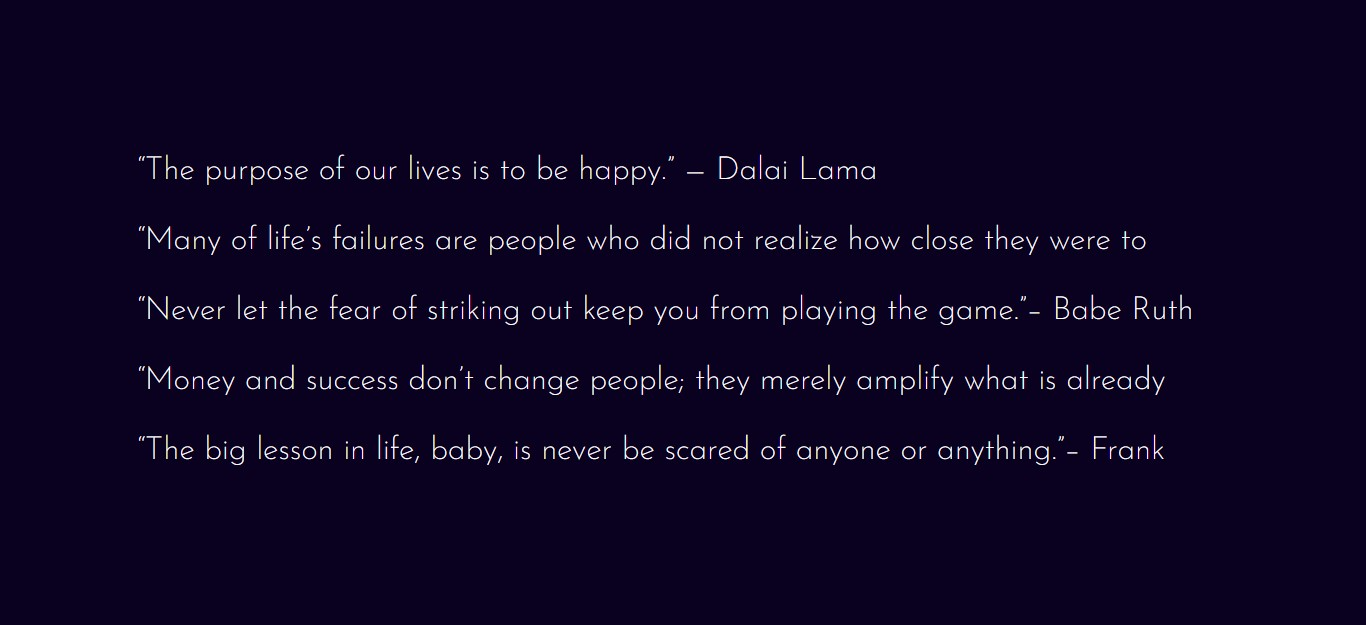 “The purpose of our lives is to be happy.” — Dalai Lama
“Many of life’s failures are people who did not realize how close they were to
“Never let the fear of striking out keep you from playing the game.”– Babe Ruth
“Money and success don’t change people; they merely amplify what is already
“The big lesson in life, baby, is never be scared of anyone or anything.”– Frank